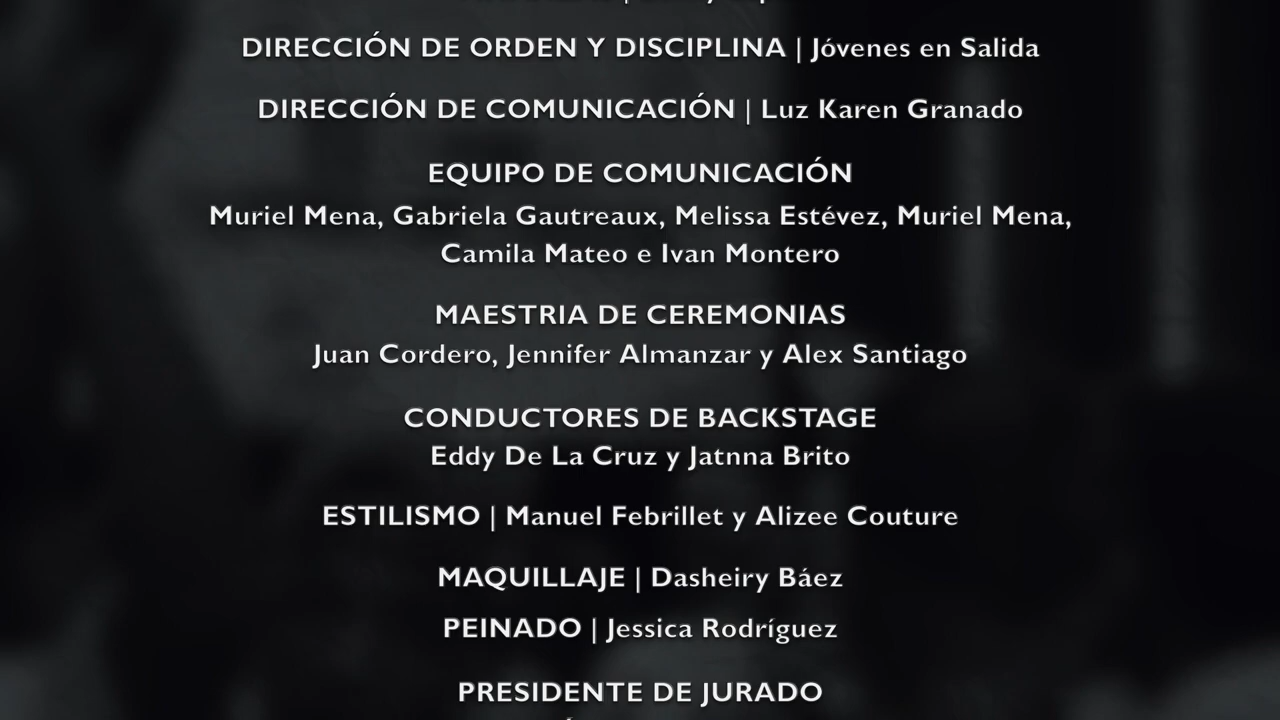 DIRECCIÓN DE ORDEN Y DISCIPLINA | Jóvenes en Salida
DIRECCIÓN DE COMUNICACIÓN | Luz Karen Granado
EQUIPO DE COMUNICACIÓN
Muriel Mena, Gabriela Gautreaux, Melissa Estévez, Muriel Mena,
Camila Mateo e Ivan Montero
MAESTRIA DE CEREMONIAS
Juan Cordero, Jennifer Almanzar y Alex Santiago
CONDUCTORES DE BACKSTAGE
Eddy De La Cruz y Jatnna Brito
ESTILISMO | Manuel Febrillet y Alizee Couture
MAQUILLAJE | Dasheiry Báez
PEINADO | Jessica Rodríguez
PRESIDENTE DE JURADO